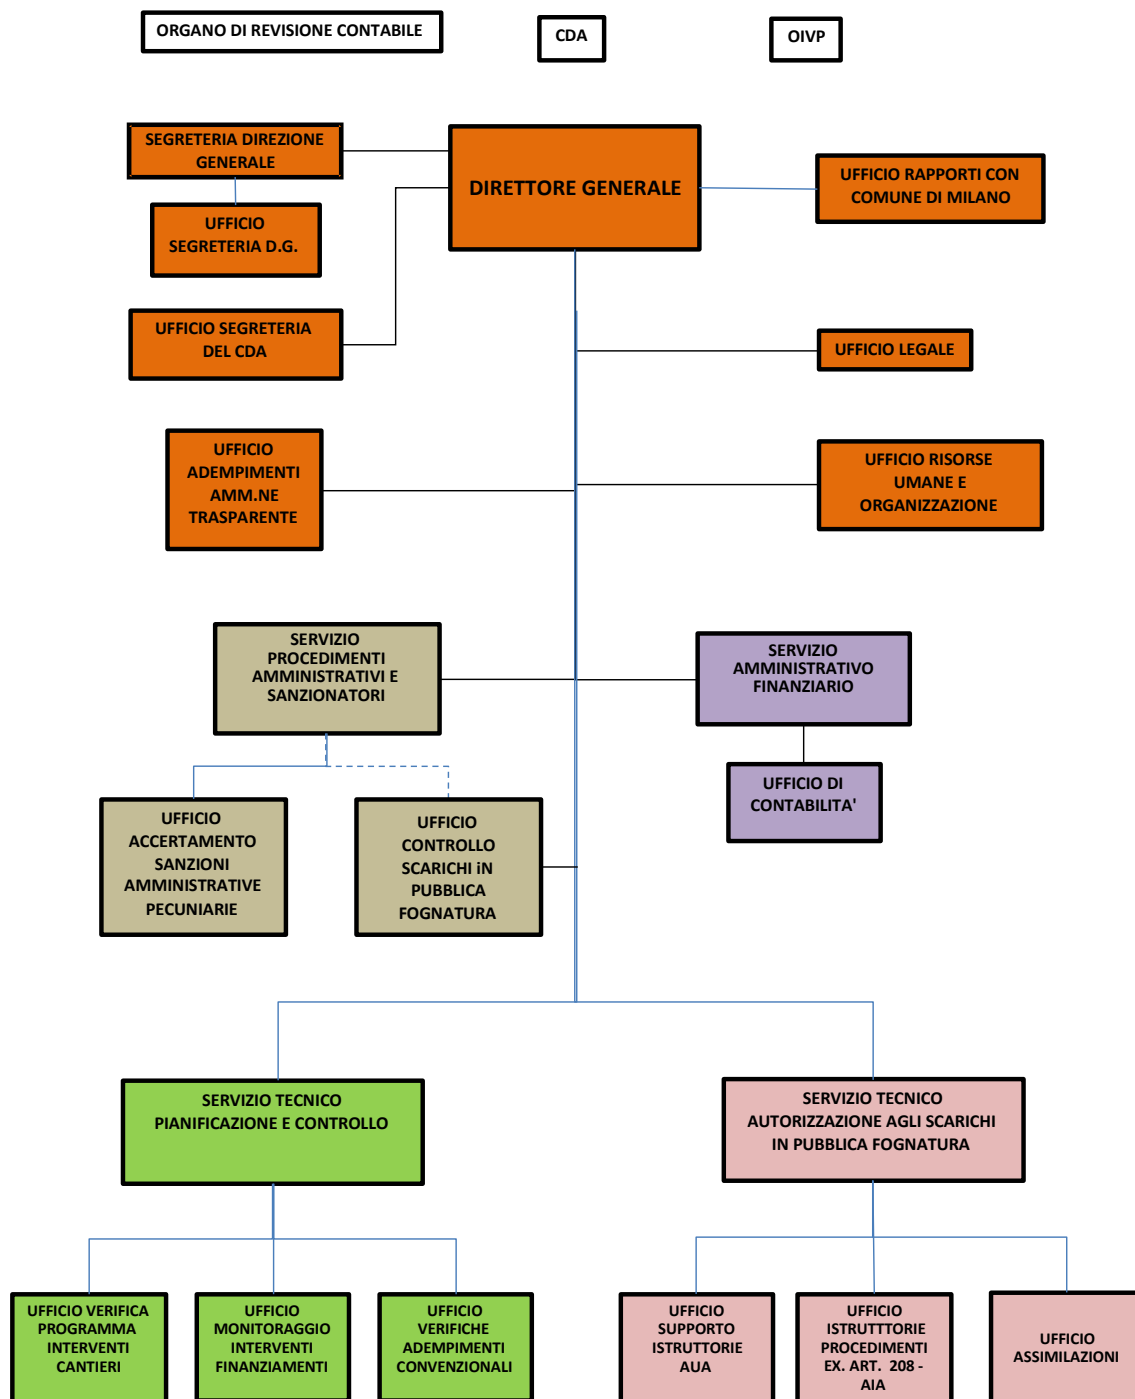 ORGANO DI REVISIONE CONTABILE
CDA
OIVP
SEGRETERIA DIREZIONE
GENERALE
DIRETTORE GENERALE
UFFICIO RAPPORTI CON
COMUNE DI MILANO
UFFICIO
SEGRETERIA D.G.
UFFICIO SEGRETERIA
DEL CDA
UFFICIO LEGALE
UFFICIO
ADEMPIMENTI
AMM.NE
TRASPARENTE
UFFICIO RISORSE
UMANE E
ORGANIZZAZIONE
SERVIZIO
PROCEDIMENTI
AMMINISTRATIVI E
SANZIONATORI
SERVIZIO
AMMINISTRATIVO
FINANZIARIO
UFFICIO DI
CONTABILITA'
UFFICIO
ACCERTAMENTO
SANZIONI
AMMINISTRATIVE
PECUNIARIE
UFFICIO
CONTROLLO
SCARICHI iN
PUBBLICA
FOGNATURA
SERVIZIO TECNICO
PIANIFICAZIONE E CONTROLLO
SERVIZIO TECNICO
AUTORIZZAZIONE AGLI SCARICHI
IN PUBBLICA FOGNATURA
UFFICIO VERIFICA
PROGRAMMA
INTERVENTI
CANTIERI
UFFICIO
MONITORAGGIO
INTERVENTI
FINANZIAMENTI
UFFICIO
VERIFICHE
ADEMPIMENTI
CONVENZIONALI
UFFICIO
SUPPORTO
ISTRUTTORIE
AUA
UFFICIO
ISTRUTTTORIE
PROCEDIMENTI
EX. ART. 208 -
AIA
UFFICIO
ASSIMILAZIONI